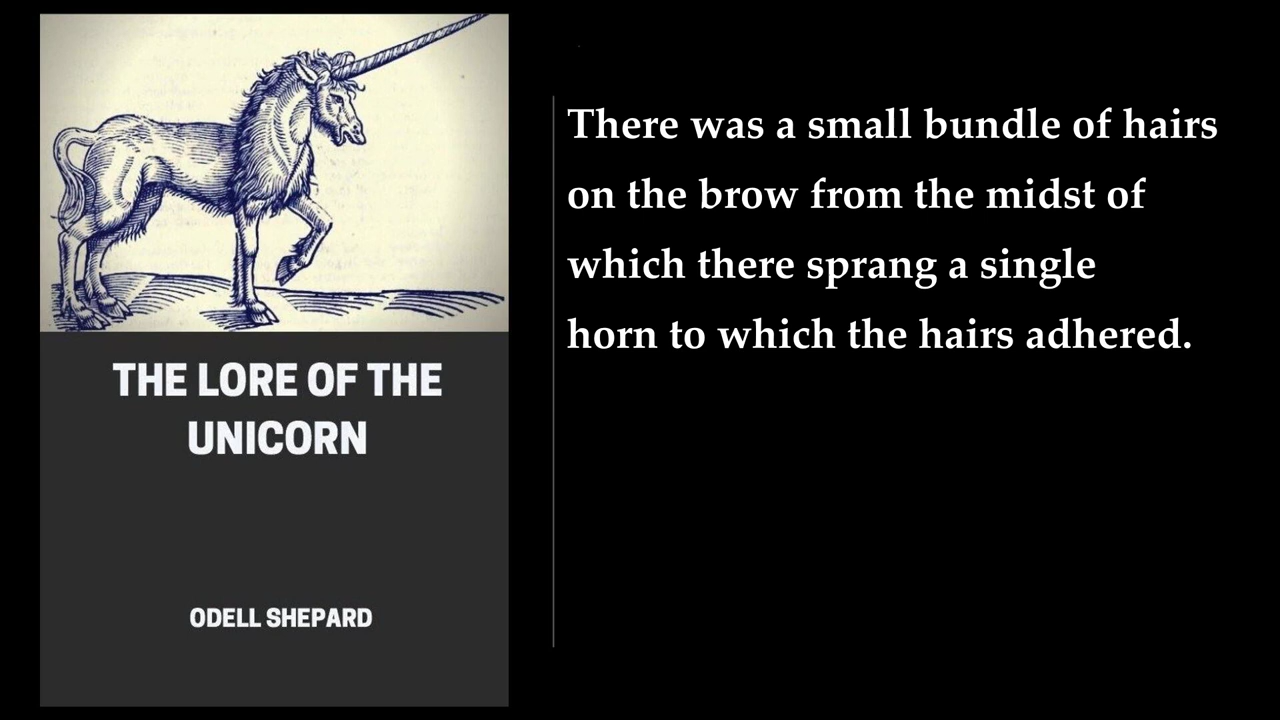 THE LORE OF THE
UNICORN
ODELL SHEPARD
There was a small bundle of hairs
on the brow from the midst of
which there sprang a single
horn to which the hairs adhered.